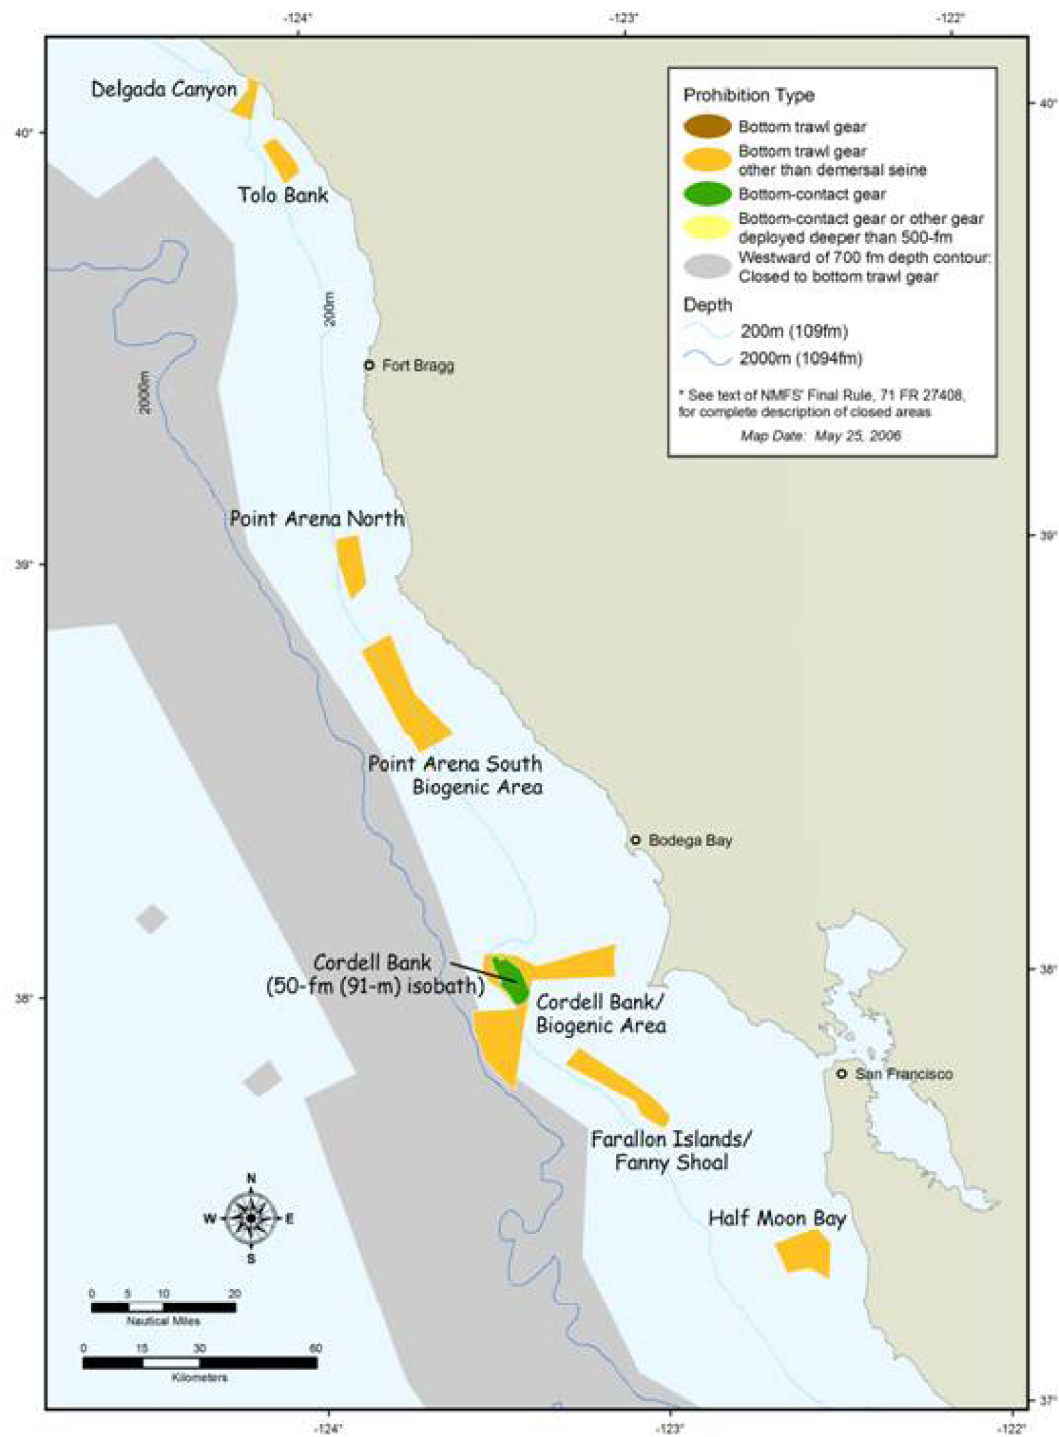 -124°
-123°
-122°
Delgada Canyon
40°
40°
Tolo Bank
Prohibition Type
Bottom trawl gear
Bottom trawl gear
other than demersal seine
Bottom-contact gear
Bottom-contact gear or other gear
deployed deeper than 500-fm
Westward of 700 fm depth contour:
Closed to bottom trawl gear
Depth
200m (109fm)
2000m (1094fm)
* See text of NMFS' Final Rule, 71 FR 27408,
for complete description of closed areas
Map Date: May 25, 2006
200m
2000m
Fort Bragg
Point Arena North
39°
39°
Point Arena South
Biogenic Area
Bodega Bay
Cordell Bank
(50-fm (91-m) isobath)
38°
38°
Cordell Bank/
Biogenic Area
San Francisco
Farallon Islands/
Fanny Shoal
Half Moon Bay
N
W
E
S
0 5 10 20
Nautical Miles
0 15 30 60
Kilometers
37°
-124°
-123°
-122°